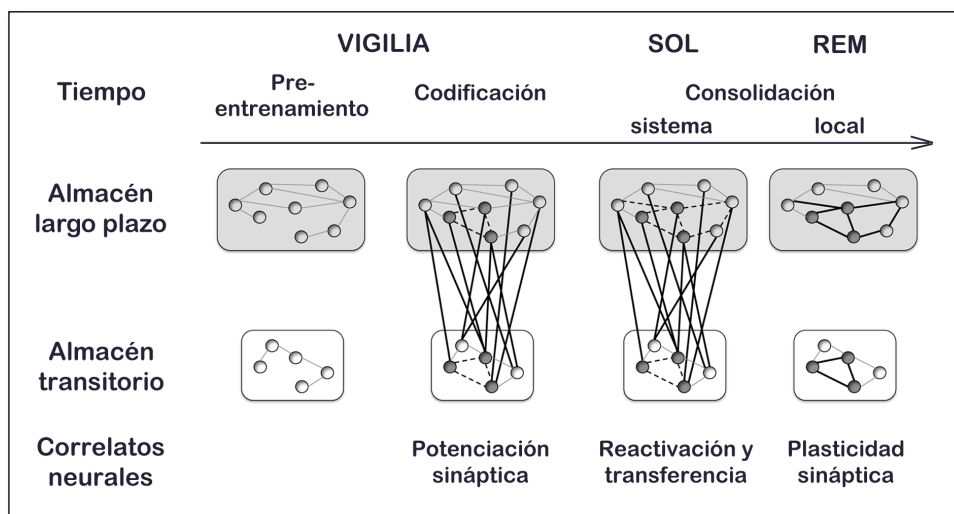 VIGILIA SOL REM
Tiempo
Pre-
entrenamiento
Codificación
Consolidación
sistema local
Almacén
largo plazo
Almacén
transitorio
Correlatos
neurales
Potenciación
sináptica
Reactivación y
transferencia
Plasticidad
sináptica